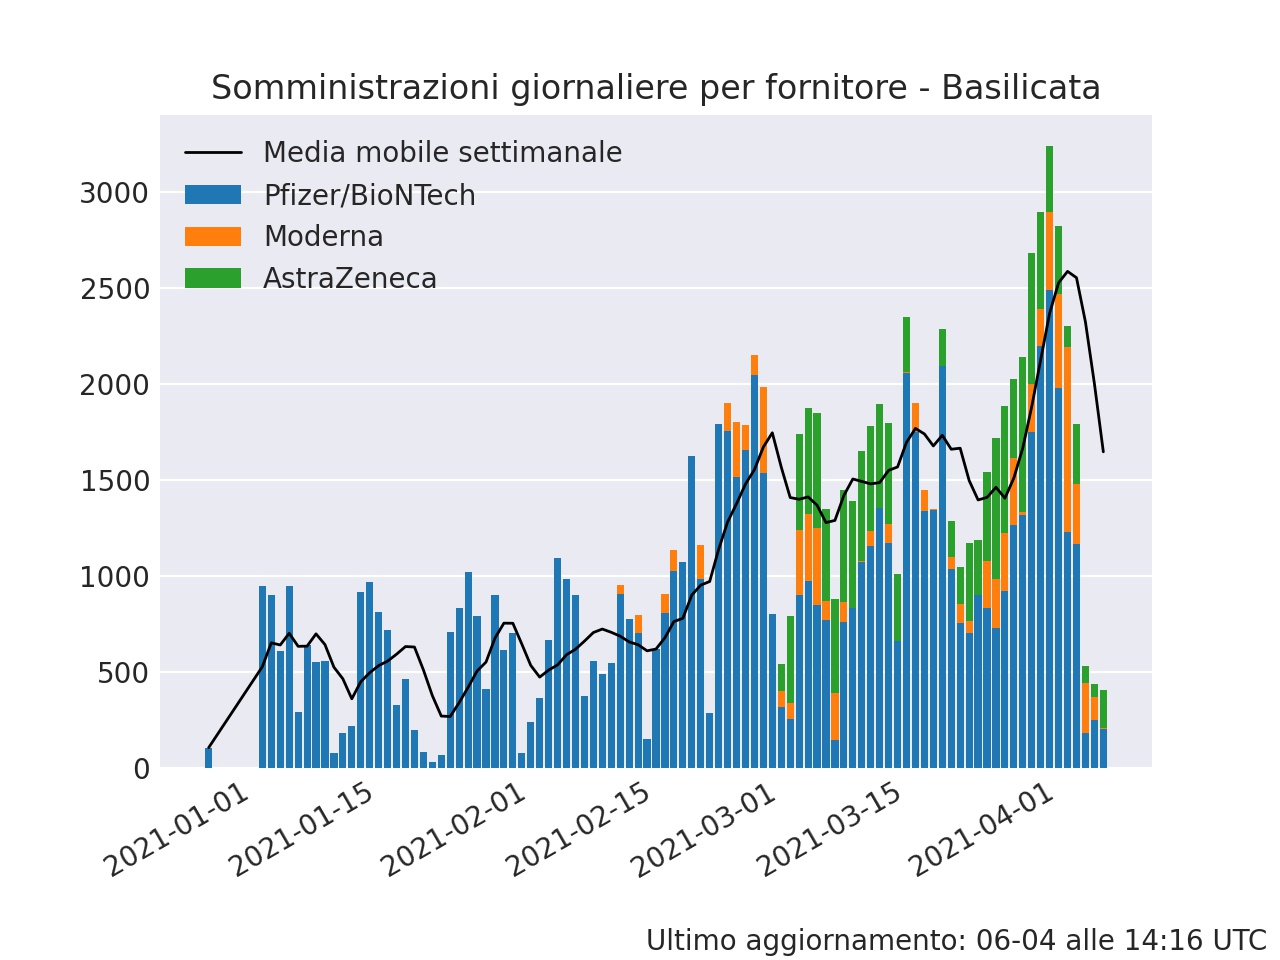 Somministrazioni giornaliere per fornitore - Basilicata
Media mobile settimanale
Pfizer/BioNTech
Moderna
AstraZeneca
3000
2500
2000
1500
1000
500
0
2021-01-01
2021-01-15
2021-02-01
2021-02-15
2021-03-01
2021-03-15
2021-04-01
Ultimo aggiornamento: 06-04 alle 14:16 UTC